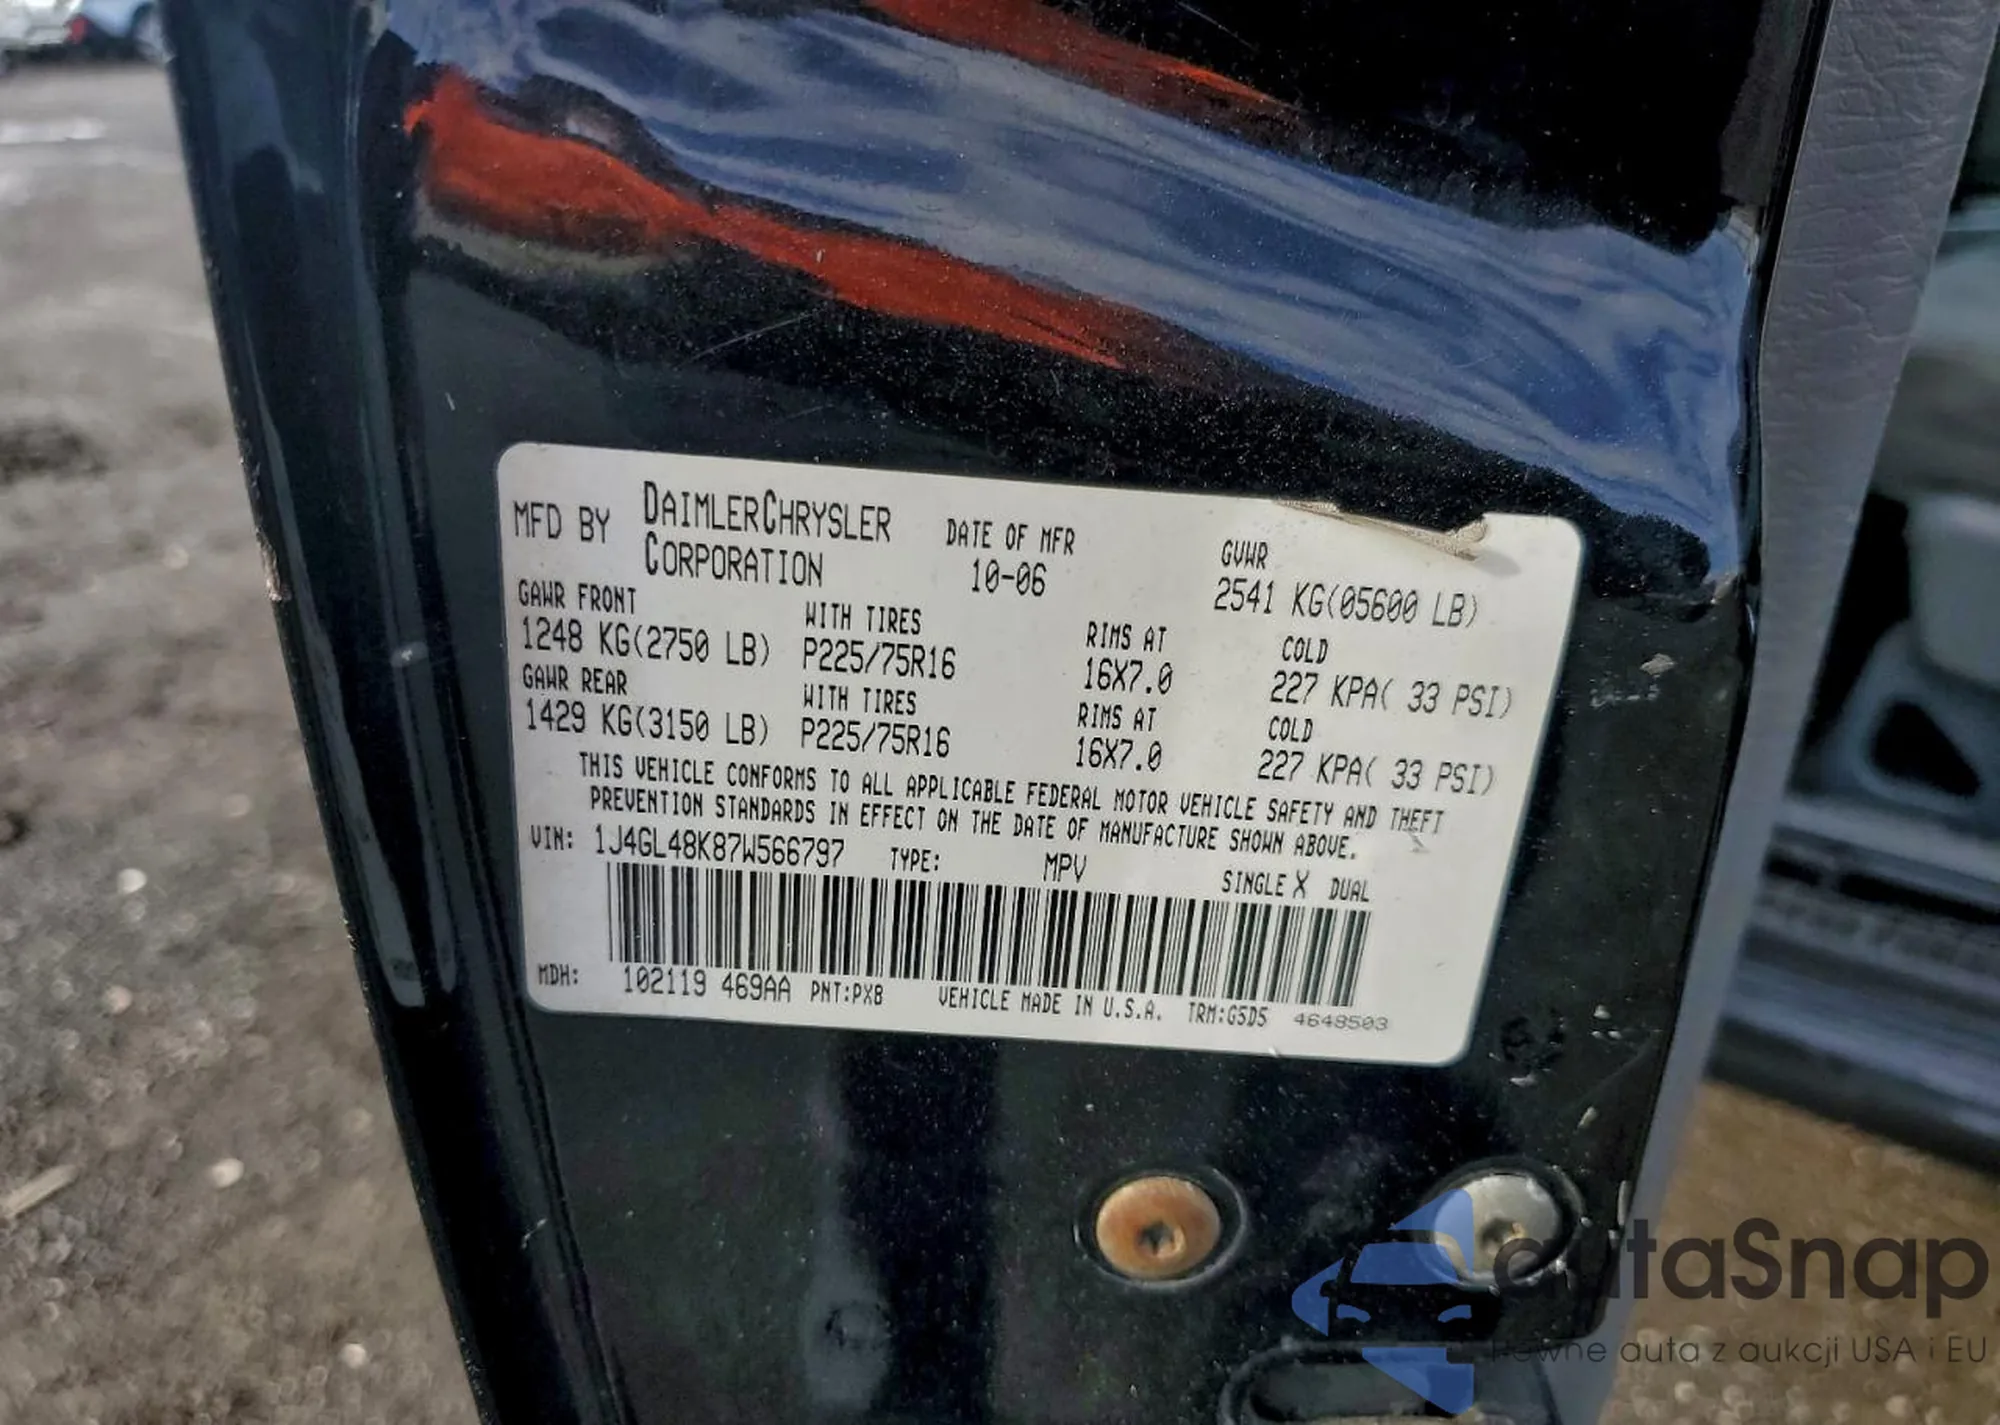 MFD BY DAIMLERCHRYSLER CORPORATION DATE OF MFR 10-06 GVWR 2541 KG(05600 LB)
GAWR FRONT WITH TIRES RIMS AT COLD
1248 KG(2750 LB) P225/75R16 16X7.0 227 KPA( 33 PSI)
GAWR REAR WITH TIRES RIMS AT COLD
1429 KG(3150 LB) P225/75R16 16X7.0 227 KPA( 33 PSI)
THIS VEHICLE CONFORMS TO ALL APPLICABLE FEDERAL MOTOR VEHICLE SAFETY AND THEFT
PREVENTION STANDARDS IN EFFECT ON THE DATE OF MANUFACTURE SHOWN ABOVE.
VIN: 1J4GL48K87W566797 TYPE: MPV SINGLE X DUAL
MDH: 102119 469AA PNT:PXB VEHICLE MADE IN U.S.A. TRM:G5D5 4648503
autaSnap
Pewne auta z aukcji USA i EU